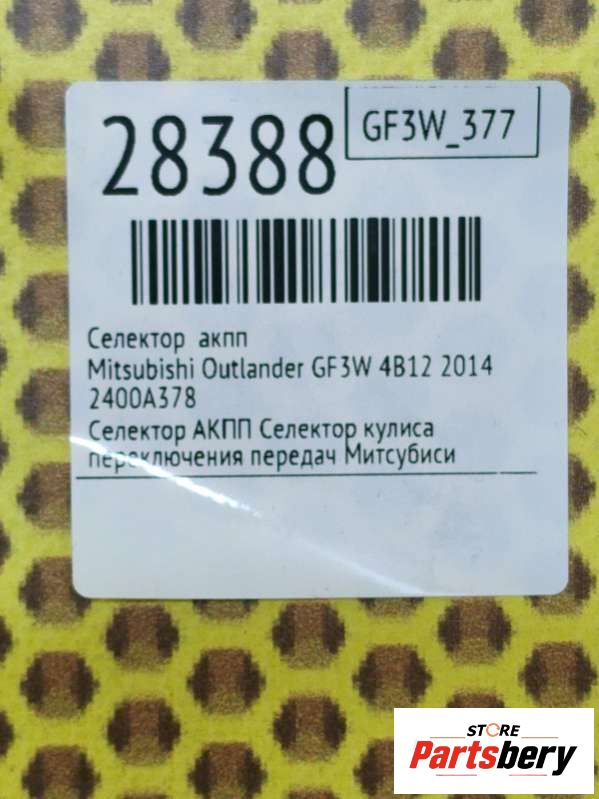 28388
GF3W_377
Селектор акпп
Mitsubishi Outlander GF3W 4B12 2014
2400A378
Селектор АКПП Селектор кулиса
переключения передач Митсубиси
STORE
Partsbery